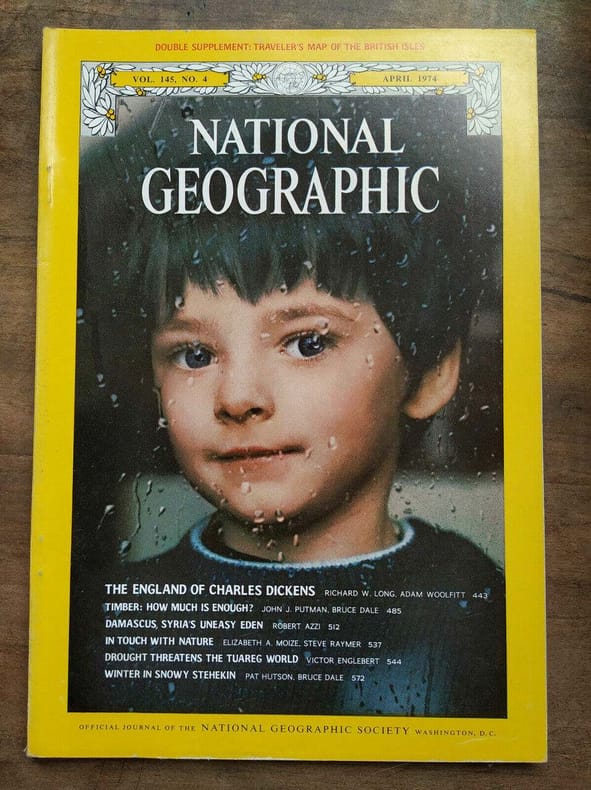 DOUBLE SUPPLEMENT: TRAVELER'S MAP OF THE BRITISH ISLES
VOL. 145, NO. 4 APRIL 1974
NATIONAL
GEOGRAPHIC
THE ENGLAND OF CHARLES DICKENS RICHARD W. LONG, ADAM WOOLFITT 443
TIMBER: HOW MUCH IS ENOUGH? JOHN J. PUTMAN, BRUCE DALE 485
DAMASCUS, SYRIA'S UNEASY EDEN ROBERT AZZI 512
IN TOUCH WITH NATURE ELIZABETH A. MOIZE, STEVE RAYMER 537
DROUGHT THREATENS THE TUAREG WORLD VICTOR ENGLEBERT 544
WINTER IN SNOWY STEHEKIN PAT HUTSON, BRUCE DALE 572
OFFICIAL JOURNAL OF THE NATIONAL GEOGRAPHIC SOCIETY WASHINGTON, D.C.